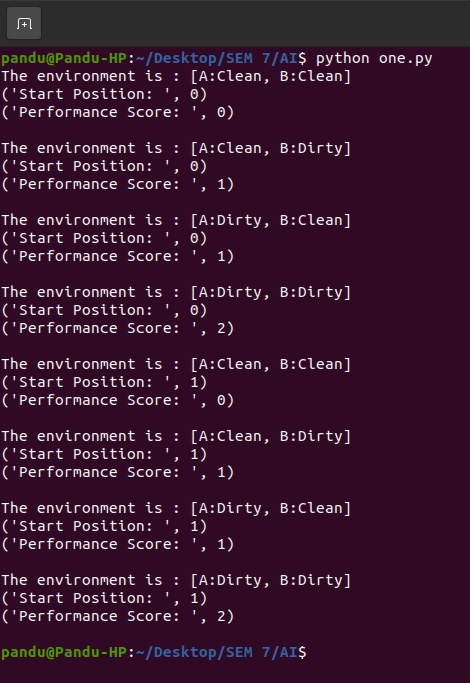 pandu@Pandu-HP:~/Desktop/SEM 7/AI$ python one.py
The environment is : [A:Clean, B:Clean]
('Start Position: ', 0)
('Performance Score: ', 0)
The environment is : [A:Clean, B:Dirty]
('Start Position: ', 0)
('Performance Score: ', 1)
The environment is : [A:Dirty, B:Clean]
('Start Position: ', 0)
('Performance Score: ', 1)
The environment is : [A:Dirty, B:Dirty]
('Start Position: ', 0)
('Performance Score: ', 2)
The environment is : [A:Clean, B:Clean]
('Start Position: ', 1)
('Performance Score: ', 0)
The environment is : [A:Clean, B:Dirty]
('Start Position: ', 1)
('Performance Score: ', 1)
The environment is : [A:Dirty, B:Clean]
('Start Position: ', 1)
('Performance Score: ', 1)
The environment is : [A:Dirty, B:Dirty]
('Start Position: ', 1)
('Performance Score: ', 2)
pandu@Pandu-HP:~/Desktop/SEM 7/AI$